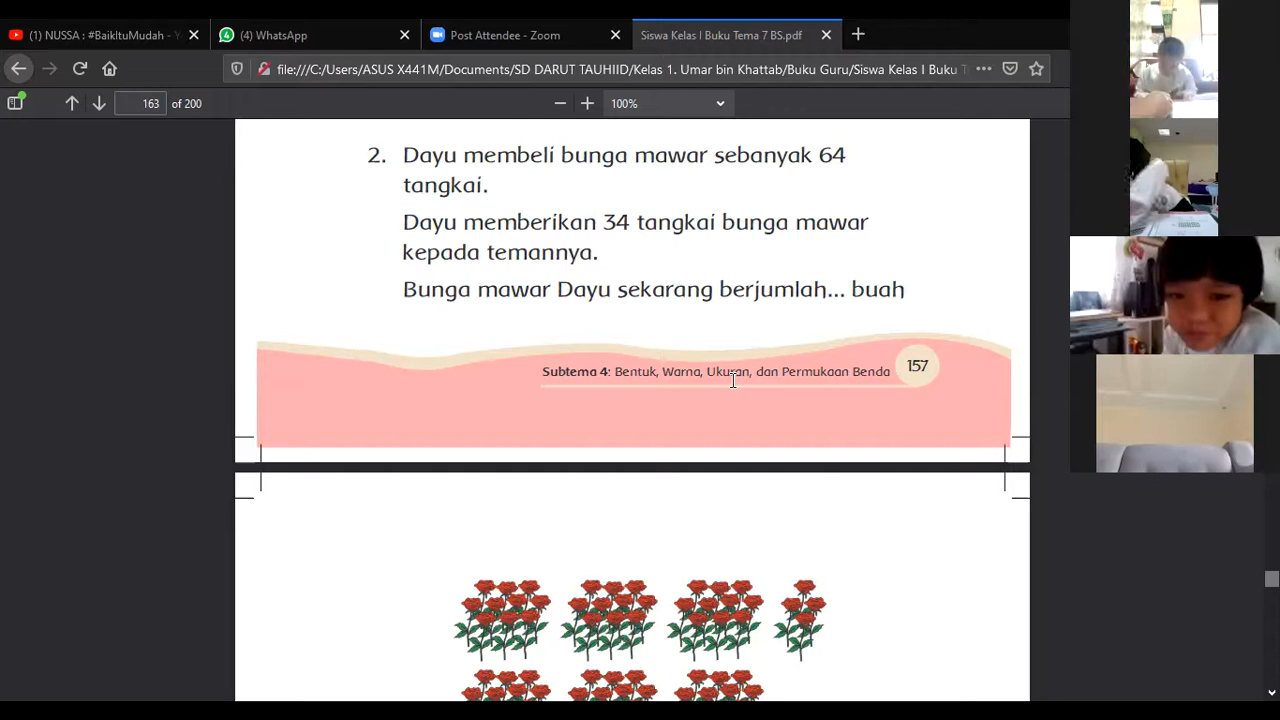 (1) NUSSA : #BaikItuMudah - Y
(4) WhatsApp
Post Attendee - Zoom
Siswa Kelas I Buku Tema 7 BS.pdf
file:///C:/Users/ASUS X441M/Documents/SD DARUT TAUHIID/Kelas 1. Umar bin Khattab/Buku Guru/Siswa Kelas I Buku
163 of 200
100%
2. Dayu membeli bunga mawar sebanyak 64
tangkai.
Dayu memberikan 34 tangkai bunga mawar
kepada temannya.
Bunga mawar Dayu sekarang berjumlah... buah
Subtema 4: Bentuk, Warna, Ukuran, dan Permukaan Benda
157